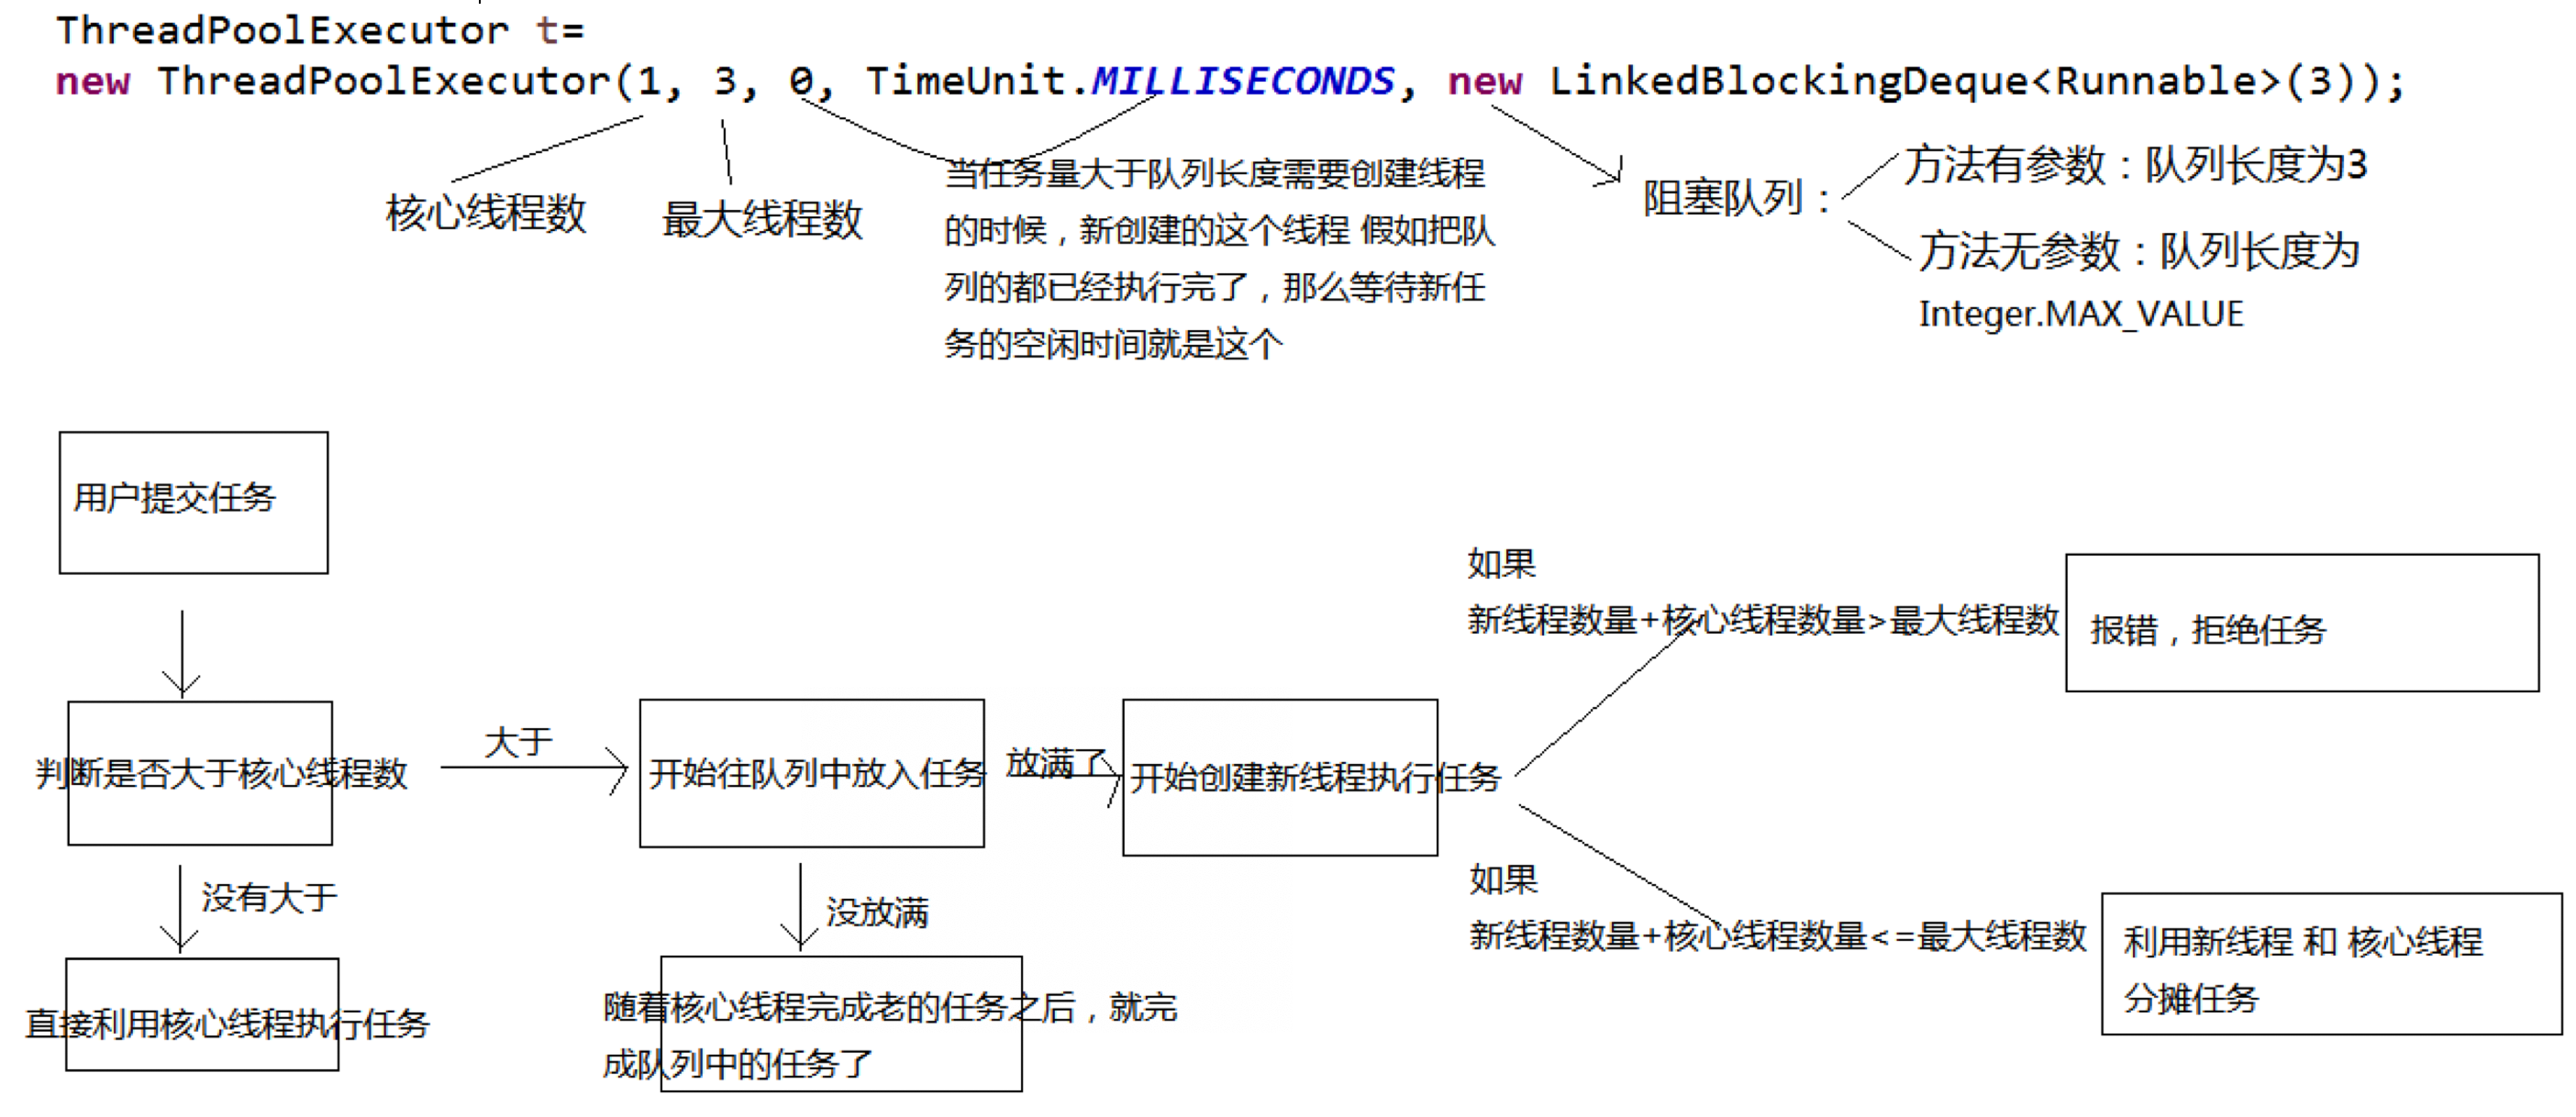 ThreadPoolExecutor t=
new ThreadPoolExecutor(1, 3, 0, TimeUnit.MILLISECONDS, new LinkedBlockingDeque<Runnable>(3));
核心线程数
最大线程数
当任务量大于队列长度需要创建线程
的时候，新创建的这个线程 假如把队
列的都已经执行完了，那么等待新任
务的空闲时间就是这个
阻塞队列：
方法有参数：队列长度为3
方法无参数：队列长度为
Integer.MAX_VALUE
用户提交任务
判断是否大于核心线程数
大于
没有大于
直接利用核心线程执行任务
开始往队列中放入任务
放满了
没放满
随着核心线程完成老的任务之后，就完
成队列中的任务了
开始创建新线程执行任务
如果
新线程数量+核心线程数量>最大线程数
报错，拒绝任务
如果
新线程数量+核心线程数量<=最大线程数
利用新线程 和 核心线程
分摊任务